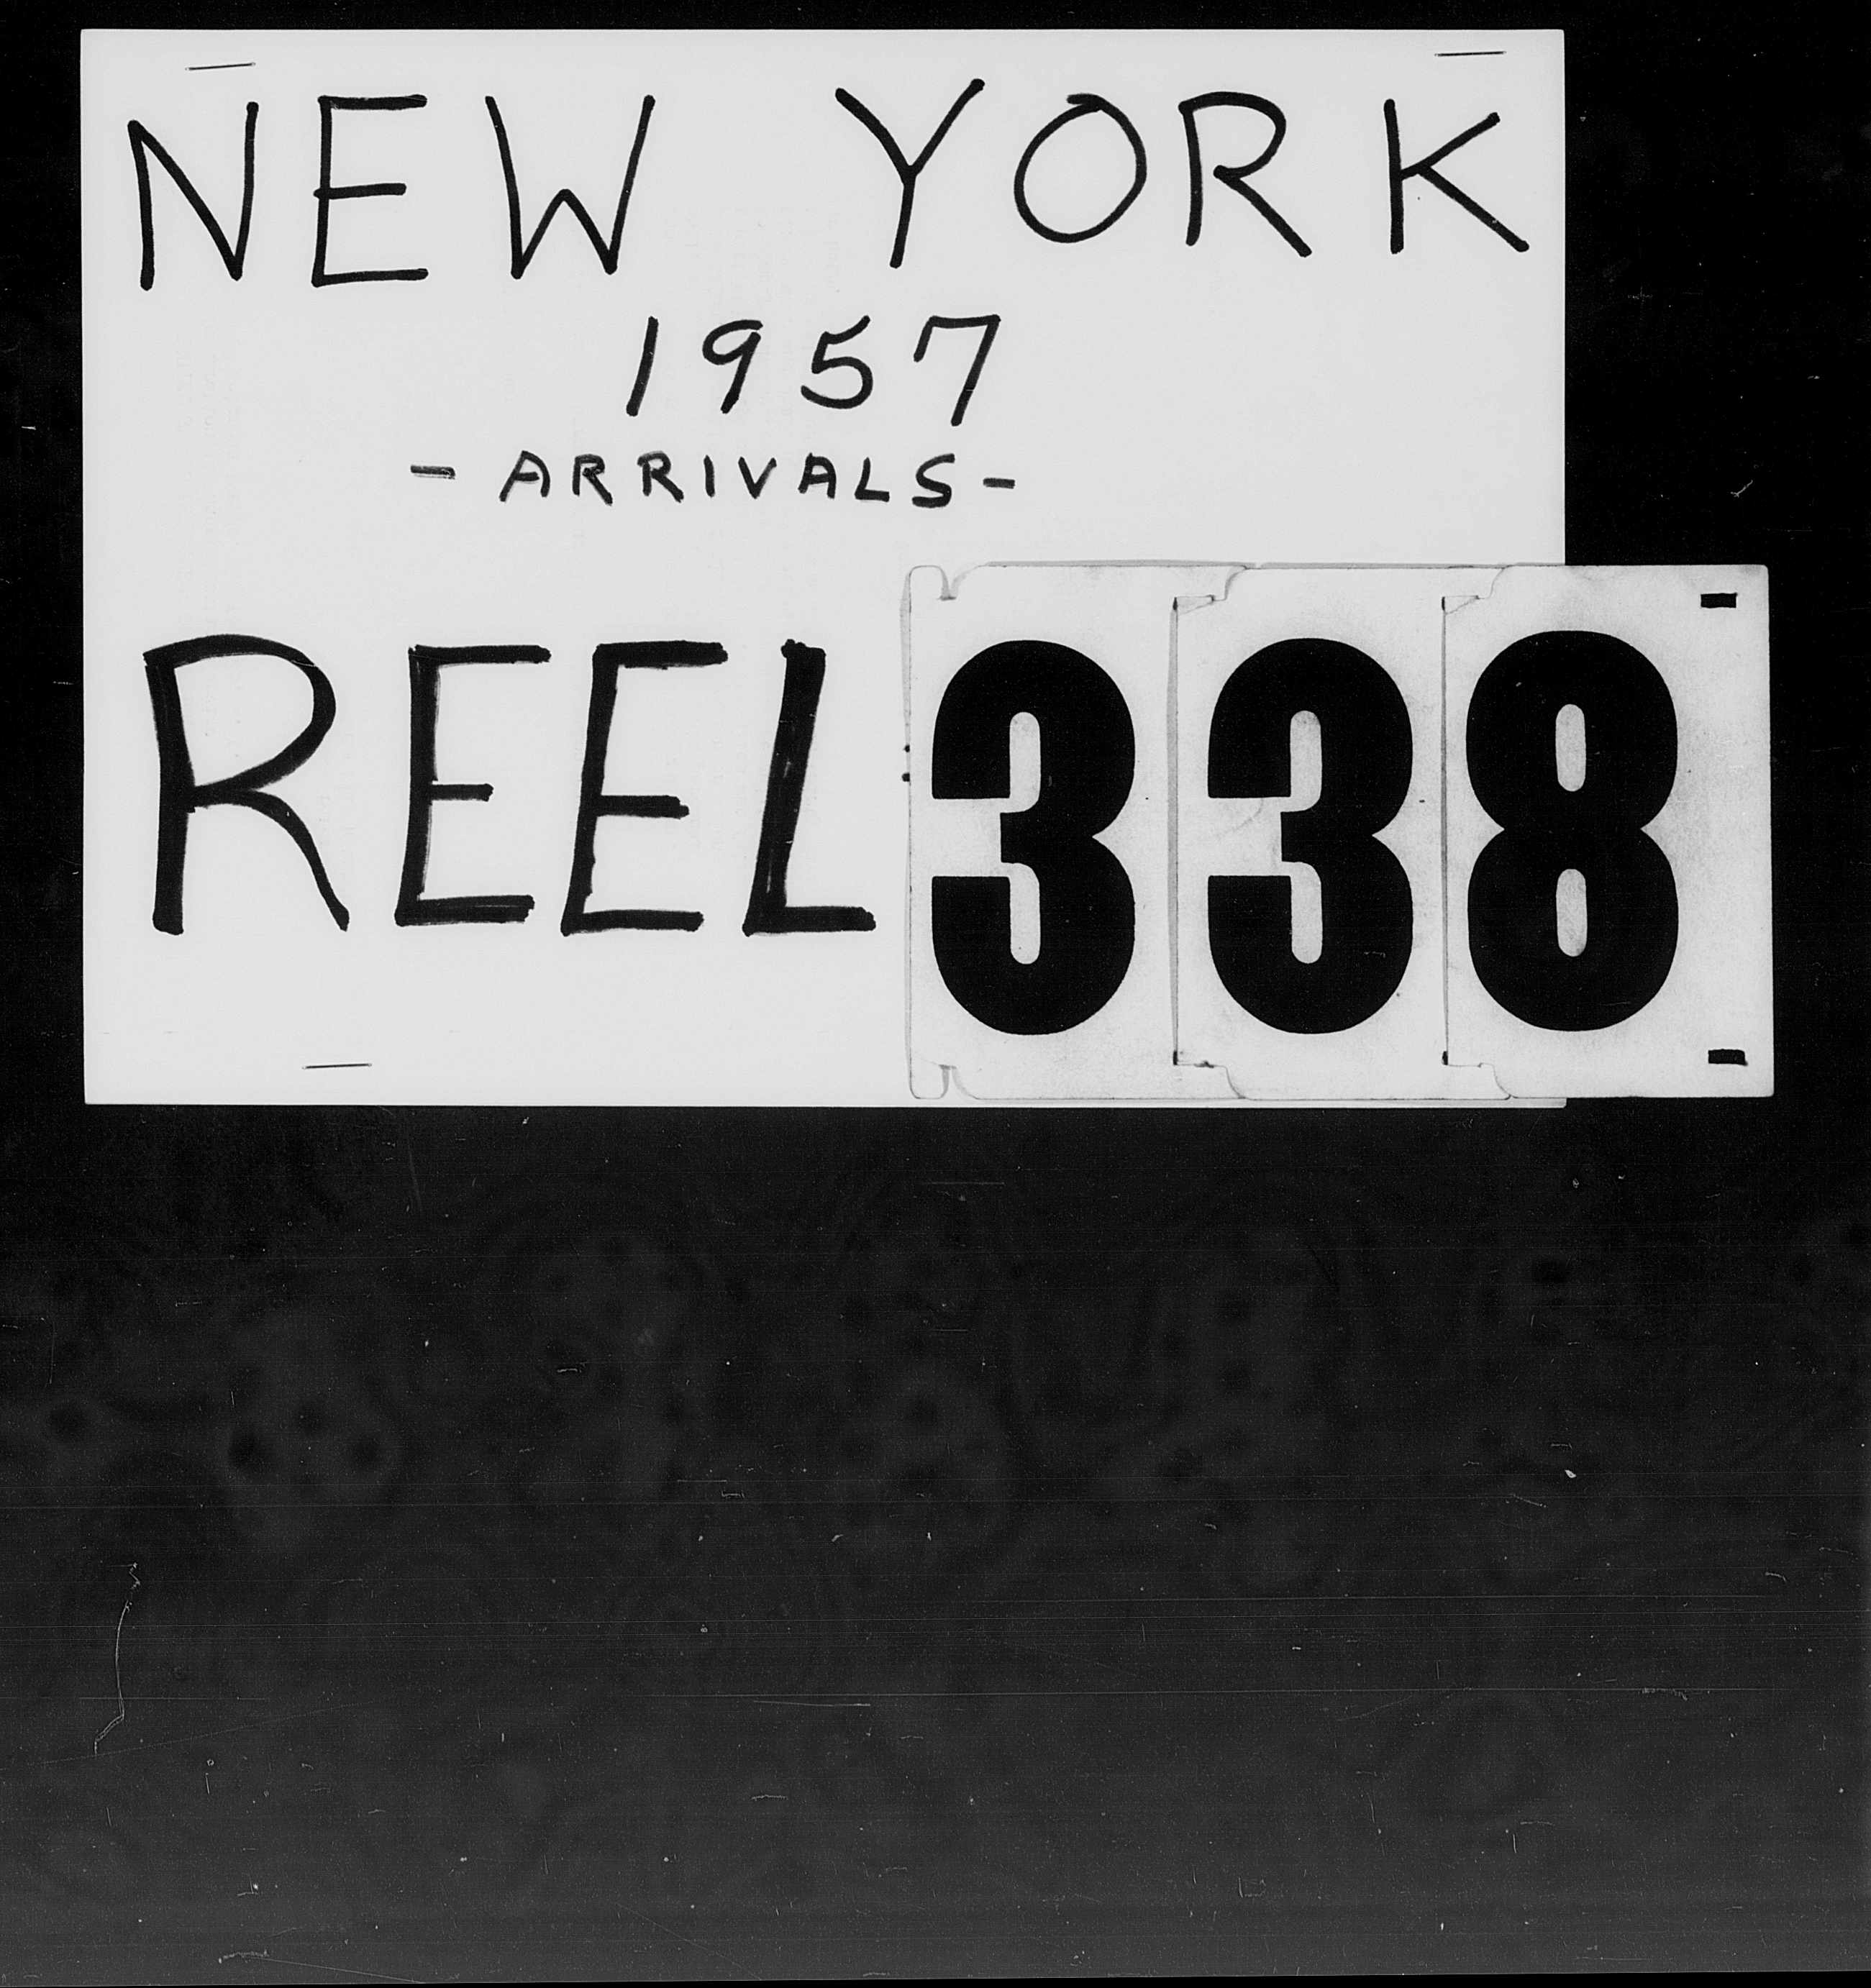 NEW YORK
1957
- ARRIVALS -
REEL 338